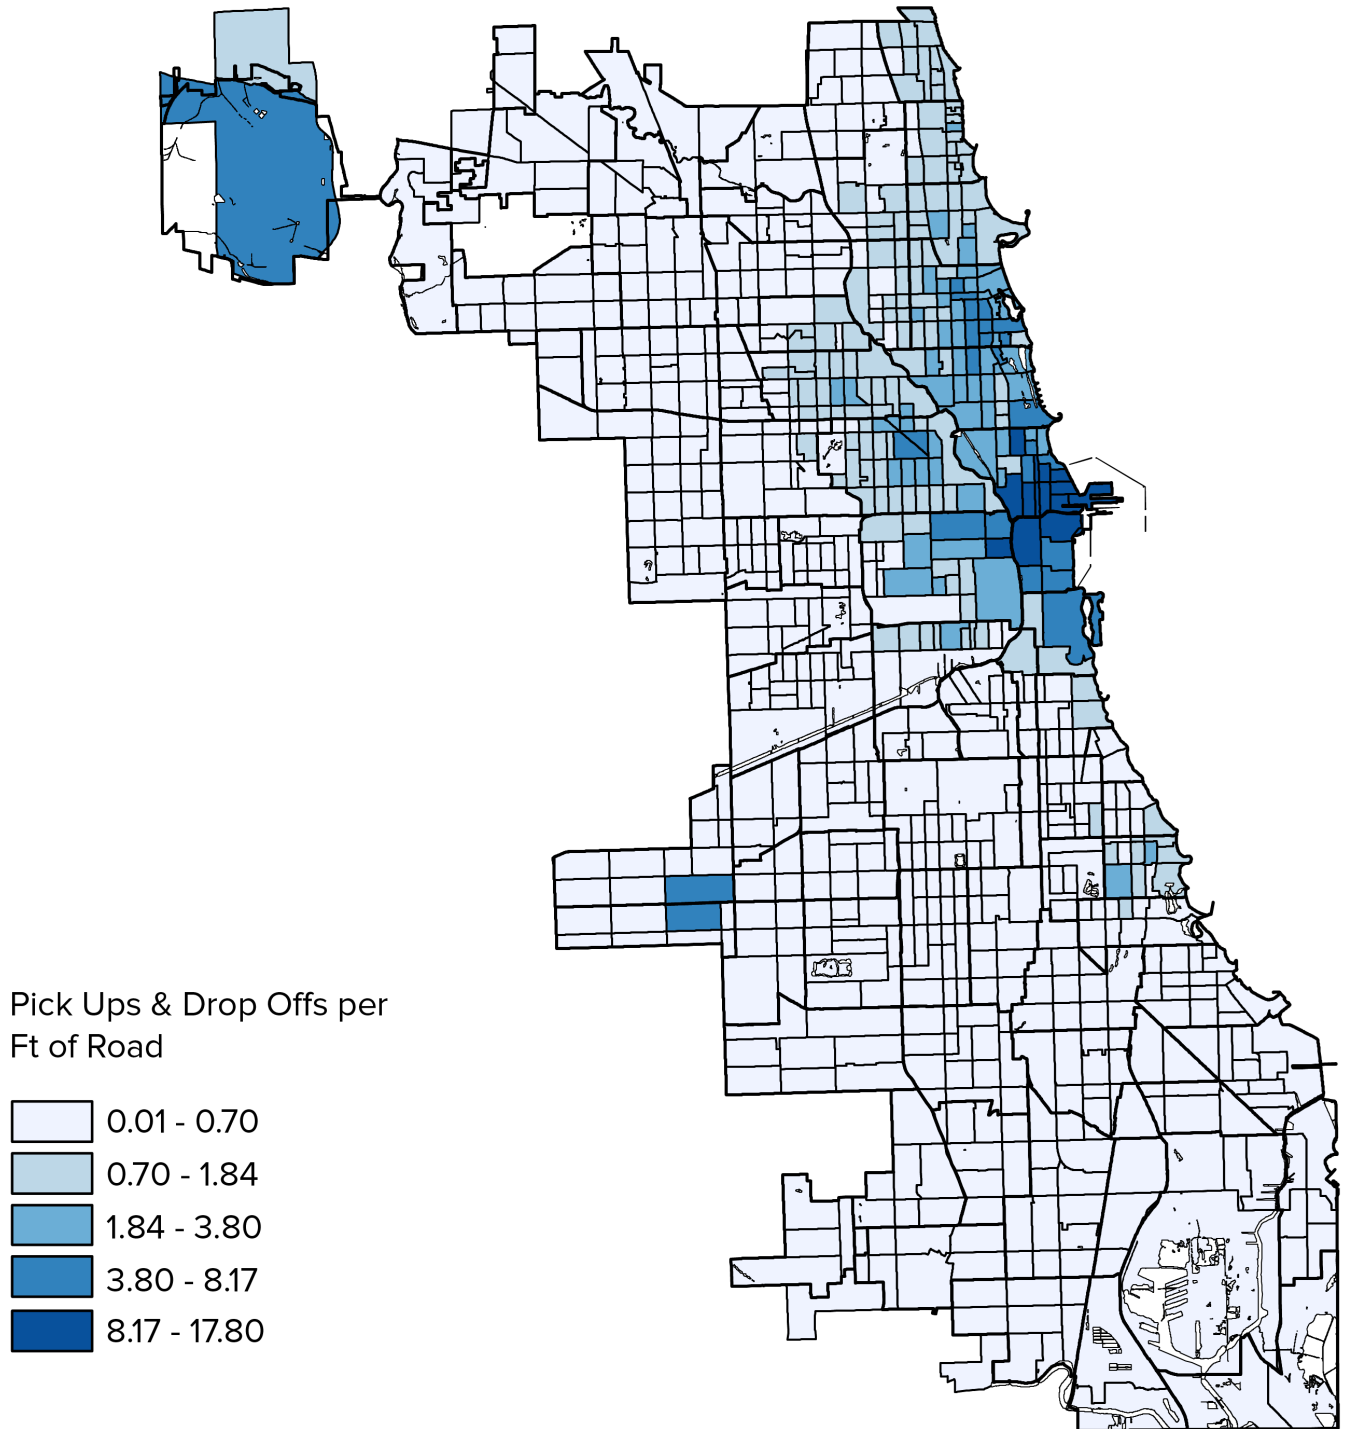 Pick Ups & Drop Offs per
Ft of Road
0.01 - 0.70
0.70 - 1.84
1.84 - 3.80
3.80 - 8.17
8.17 - 17.80